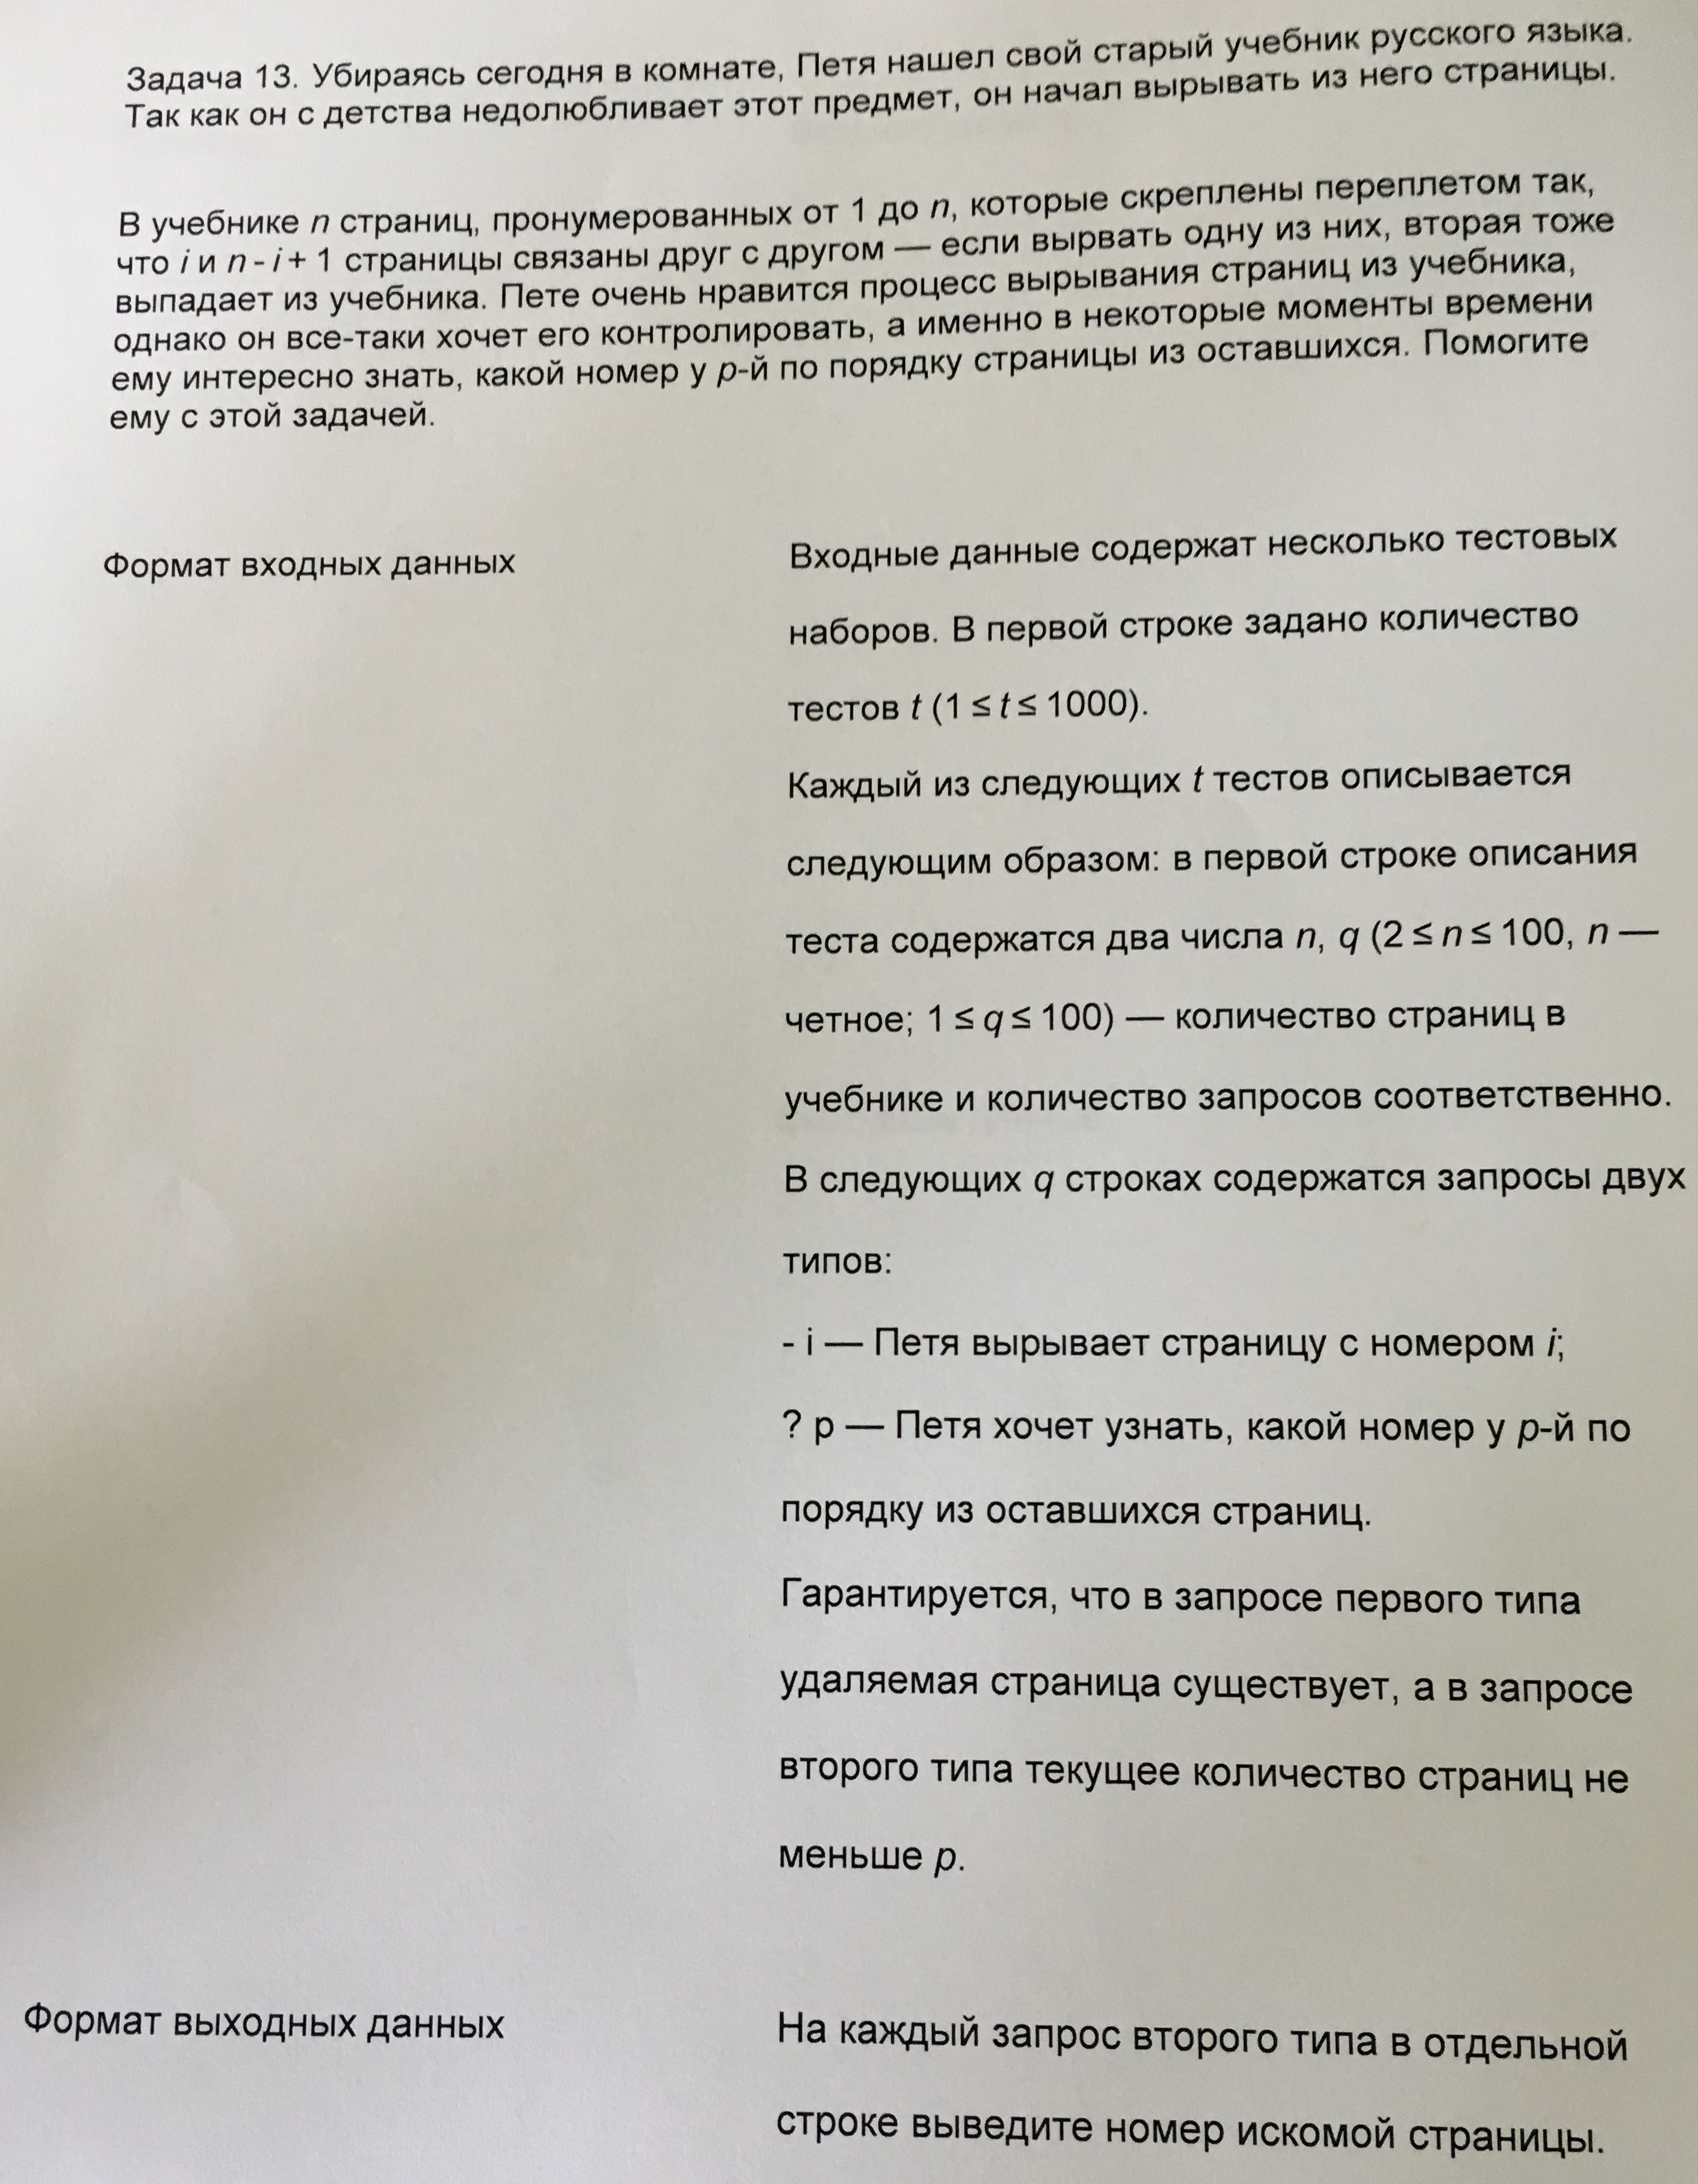 Задача 13. Убираясь сегодня в комнате, Петя нашел свой старый учебник русского языка.
Так как он с детства недолюбливает этот предмет, он начал вырывать из него страницы.
В учебнике n страниц, пронумерованных от 1 до n, которые скреплены переплетом так,
что i и n - i + 1 страницы связаны друг с другом — если вырвать одну из них, вторая тоже
выпадает из учебника. Пете очень нравится процесс вырывания страниц из учебника,
однако он все-таки хочет его контролировать, а именно в некоторые моменты времени
ему интересно знать, какой номер у p-й по порядку страницы из оставшихся. Помогите
ему с этой задачей.
Формат входных данных
Входные данные содержат несколько тестовых
наборов. В первой строке задано количество
тестов t (1 ≤ t ≤ 1000).
Каждый из следующих t тестов описывается
следующим образом: в первой строке описания
теста содержатся два числа n, q (2 ≤ n ≤ 100, n —
четное; 1 ≤ q ≤ 100) — количество страниц в
учебнике и количество запросов соответственно.
В следующих q строках содержатся запросы двух
типов:
- i — Петя вырывает страницу с номером i;
? p — Петя хочет узнать, какой номер у p-й по
порядку из оставшихся страниц.
Гарантируется, что в запросе первого типа
удаляемая страница существует, а в запросе
второго типа текущее количество страниц не
меньше p.
Формат выходных данных
На каждый запрос второго типа в отдельной
строке выведите номер искомой страницы.